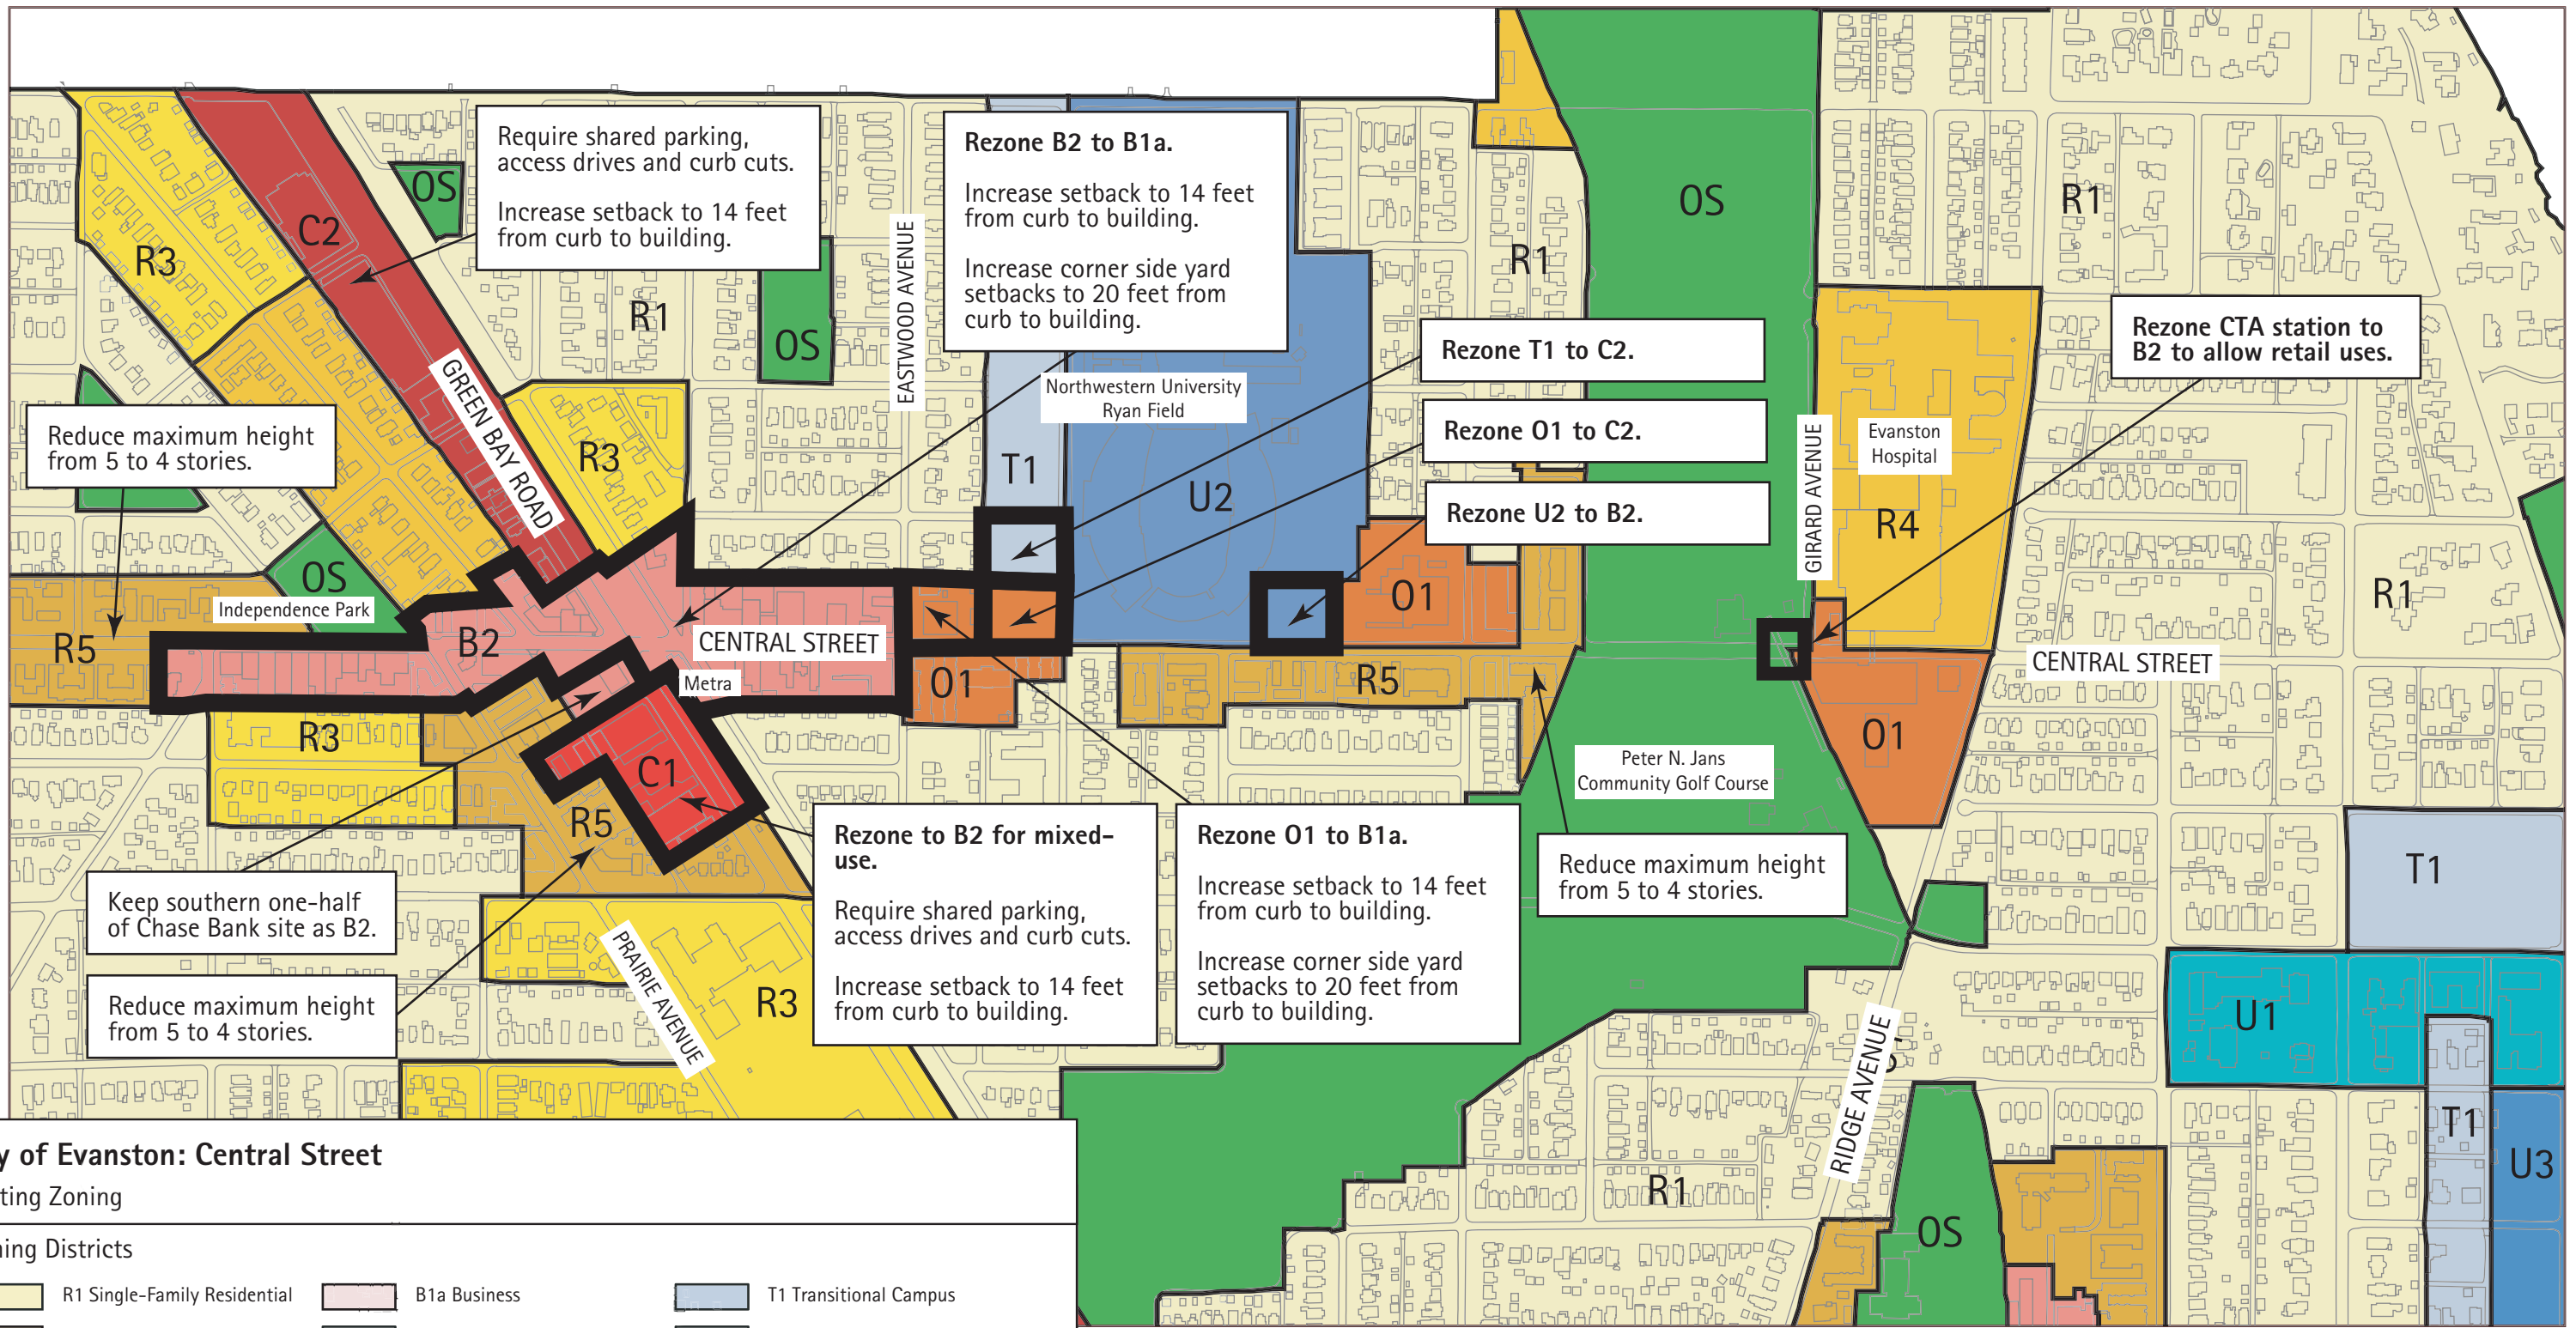 Require shared parking,
access drives and curb cuts.
Increase setback to 14 feet
from curb to building.
Rezone B2 to B1a.
Increase setback to 14 feet
from curb to building.
Increase corner side yard
setbacks to 20 feet from
curb to building.
Rezone T1 to C2.
Rezone O1 to C2.
Rezone U2 to B2.
Rezone CTA station to
B2 to allow retail uses.
Reduce maximum height
from 5 to 4 stories.
C2
OS
R3
R1
OS
EASTWOOD AVENUE
GREEN BAY ROAD
R3
T1
Northwestern University
Ryan Field
U2
R1
OS
R1
GIRARD AVENUE
Evanston
Hospital
R4
R1
OS
Independence Park
R5
B2
CENTRAL STREET
Metra
O1
O1
R5
CENTRAL STREET
O1
R3
C1
R5
Peter N. Jans
Community Golf Course
Keep southern one-half
of Chase Bank site as B2.
Reduce maximum height
from 5 to 4 stories.
Rezone to B2 for mixed-
use.
Require shared parking,
access drives and curb cuts.
Increase setback to 14 feet
from curb to building.
Rezone O1 to B1a.
Increase setback to 14 feet
from curb to building.
Increase corner side yard
setbacks to 20 feet from
curb to building.
Reduce maximum height
from 5 to 4 stories.
T1
PRAIRIE AVENUE
R3
RIDGE AVENUE
U1
T1
U3
R1
OS
y of Evanston: Central Street
ting Zoning
ning Districts
R1 Single-Family Residential
B1a Business
T1 Transitional Campus